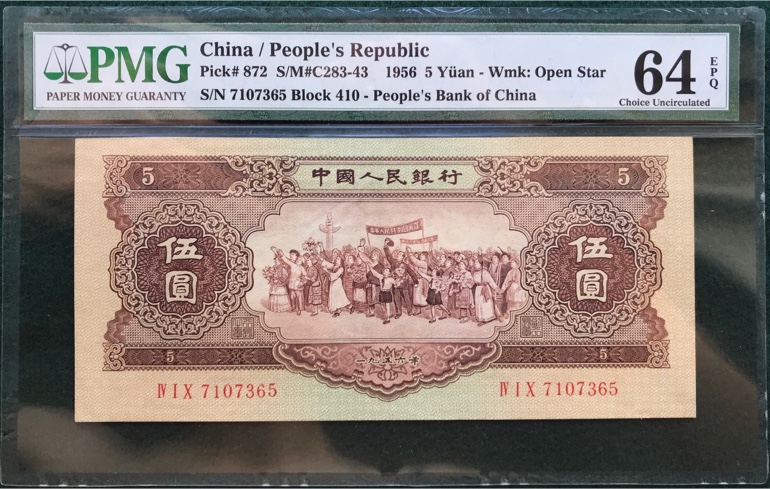 PMG
PAPER MONEY GUARANTY
China / People's Republic
Pick# 872 S/M#C283-43 1956 5 Yüan - Wmk: Open Star
S/N 7107365 Block 410 - People's Bank of China
64 EPQ
Choice Uncirculated
5 中國人民銀行 5
伍圓 伍圓
5 一九五六年 5
Ⅳ I X 7107365 Ⅳ I X 7107365